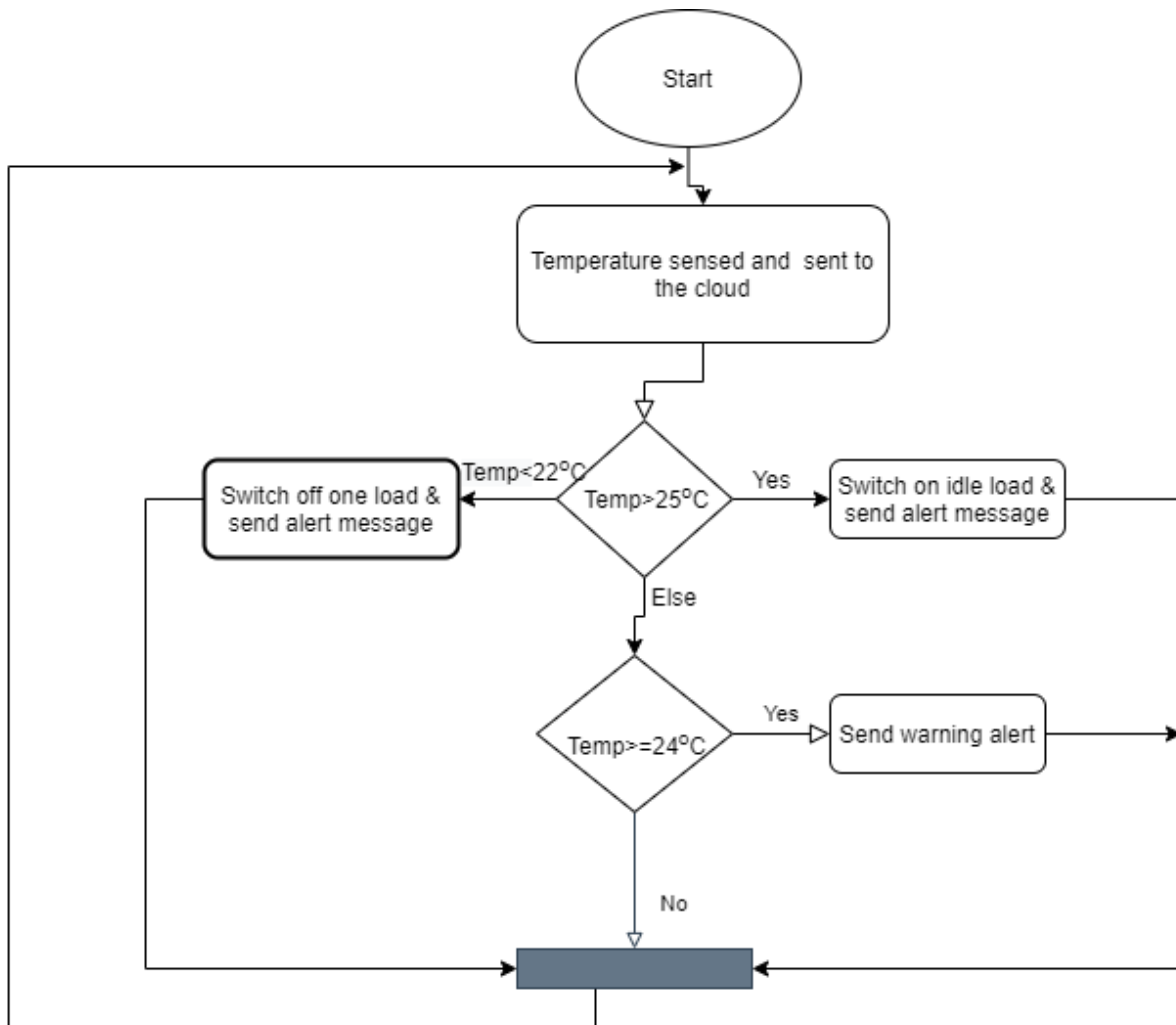 Start
Temperature sensed and sent to
the cloud
Temp<22°C
Switch off one load &
send alert message
Temp>25°C
Yes
Switch on idle load &
send alert message
Else
Temp>=24°C
Yes
Send warning alert
No